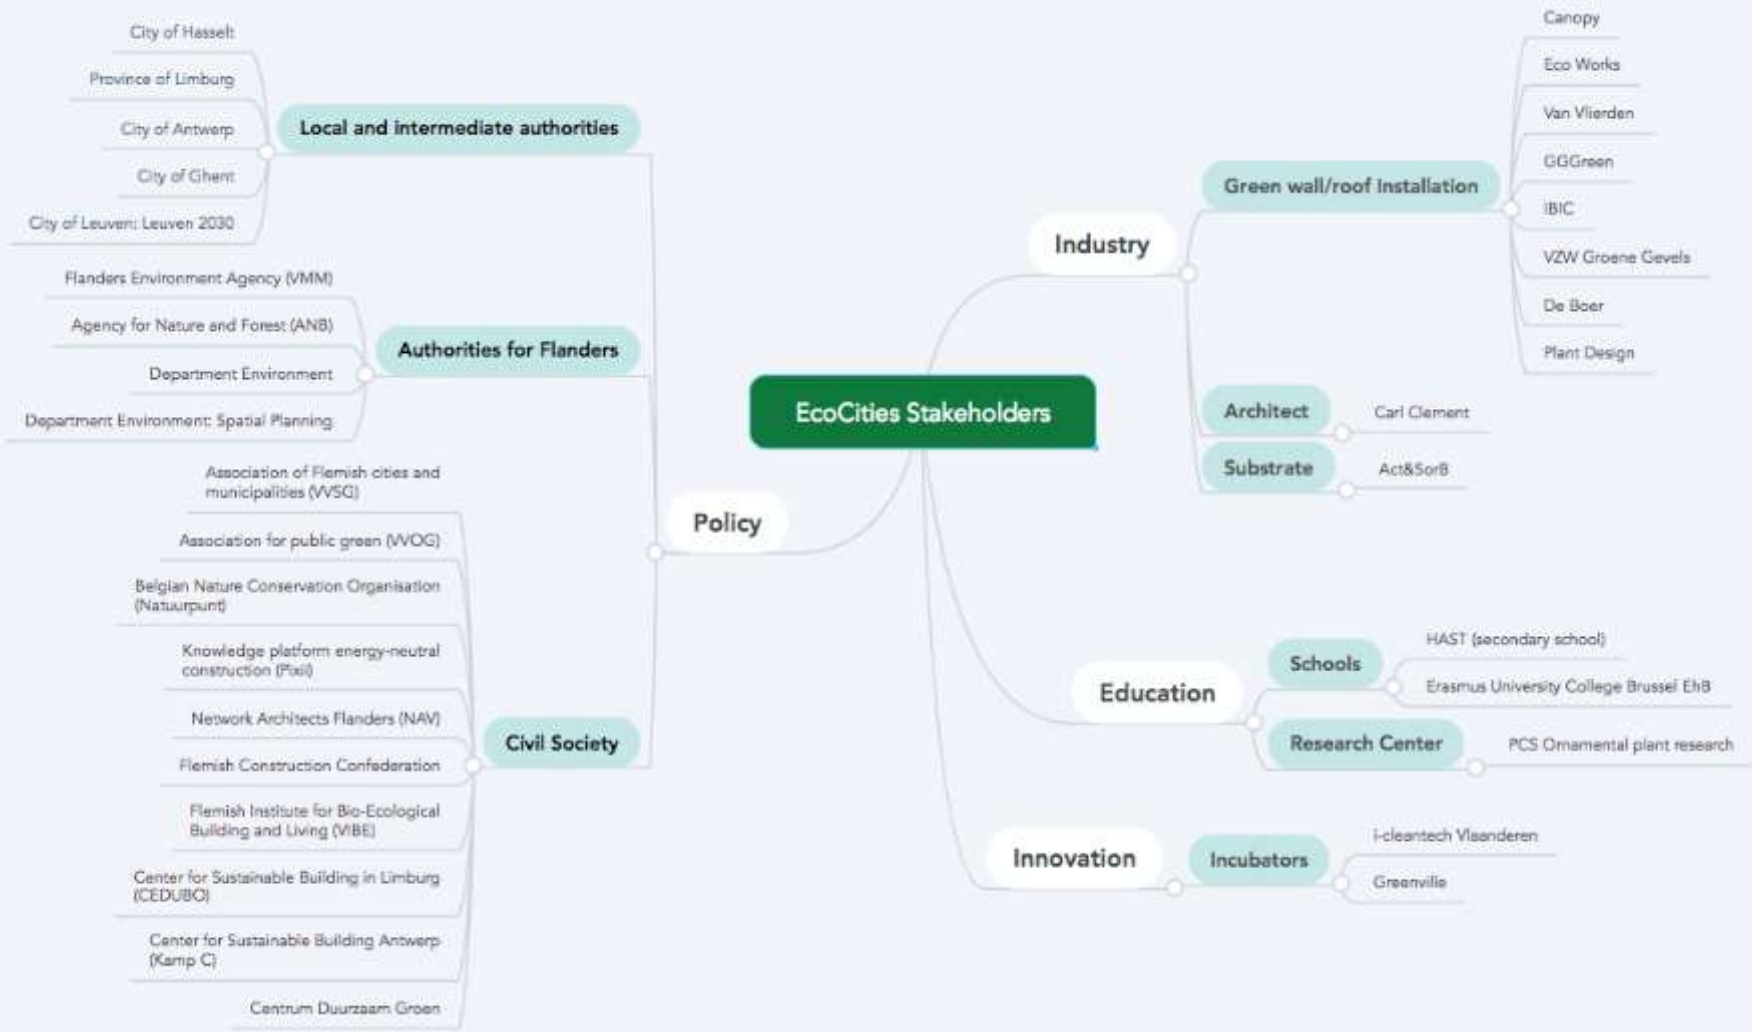 City of Hasselt
Province of Limburg
City of Antwerp
City of Ghent
City of Leuven: Leuven 2030
Local and intermediate authorities
Flanders Environment Agency (VMM)
Agency for Nature and Forest (ANB)
Department Environment
Department Environment: Spatial Planning
Authorities for Flanders
Association of Flemish cities and
municipalities (VVSG)
Association for public green (VVOG)
Belgian Nature Conservation Organisation
(Natuurpunt)
Knowledge platform energy-neutral
construction (Pixii)
Network Architects Flanders (NAV)
Flemish Construction Confederation
Flemish Institute for Bio-Ecological
Building and Living (VIBE)
Center for Sustainable Building in Limburg
(CEDUBO)
Center for Sustainable Building Antwerp
(Kamp C)
Centrum Duurzaam Groen
Civil Society
Policy
EcoCities Stakeholders
Industry
Green wall/roof Installation
Canopy
Eco Works
Van Vlierden
GGGreen
IBIC
VZW Groene Gevels
De Boer
Plant Design
Architect
Carl Clement
Substrate
Act&SorB
Education
Schools
HAST (secondary school)
Erasmus University College Brussel EhB
Research Center
PCS Ornamental plant research
Innovation
Incubators
i-cleantech Vlaanderen
Greenville